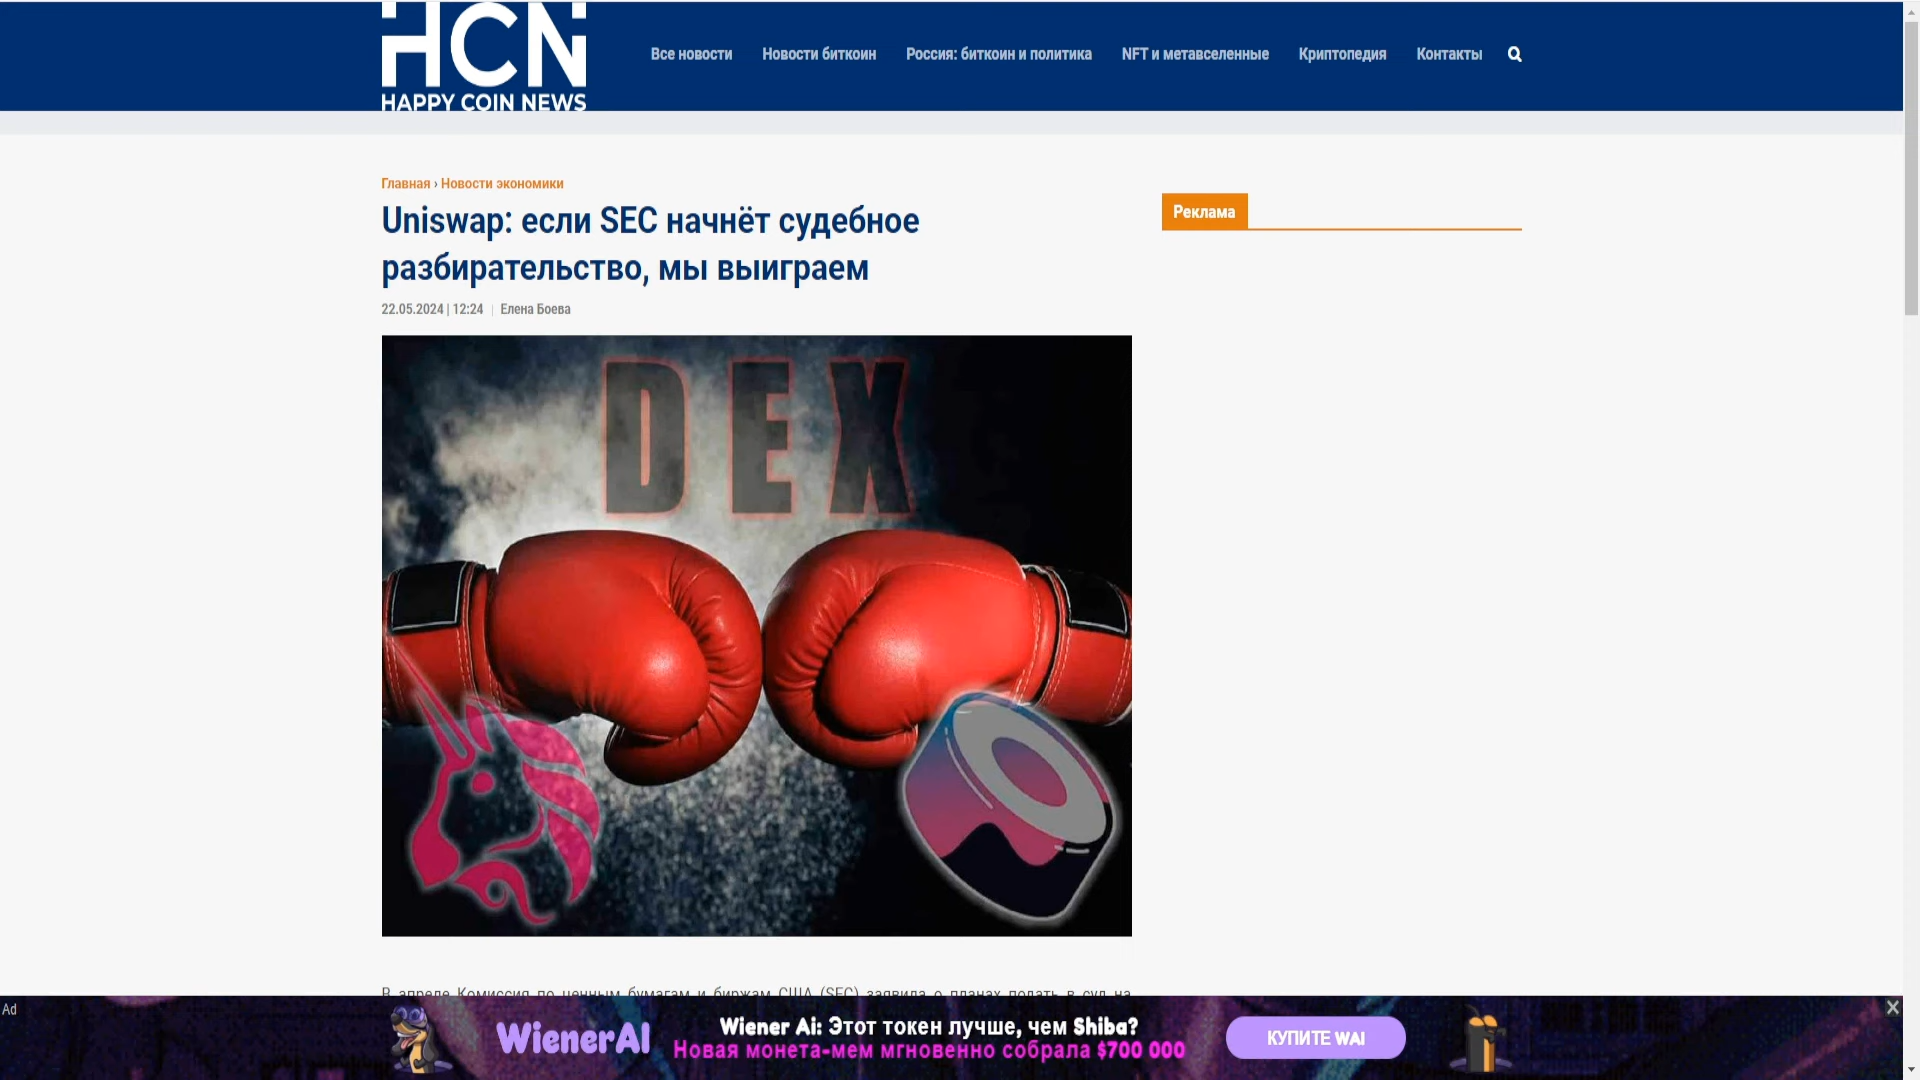 HCN
HAPPY COIN NEWS
Все новости
Новости биткоин
Россия: биткоин и политика
NFT и метавселенные
Криптопедия
Контакты
Главная › Новости экономики
Uniswap: если SEC начнёт судебное
разбирательство, мы выиграем
22.05.2024 | 12:24 | Елена Боева
Реклама
DEX
В апреле Комиссия по ценным бумагам и биржам США (SEC) заявила о планах подать в суд на
Ad
WienerAI
Wiener Ai: Этот токен лучше, чем Shiba?
Новая монета-мем мгновенно собрала $700 000
КУПИТЕ WAI